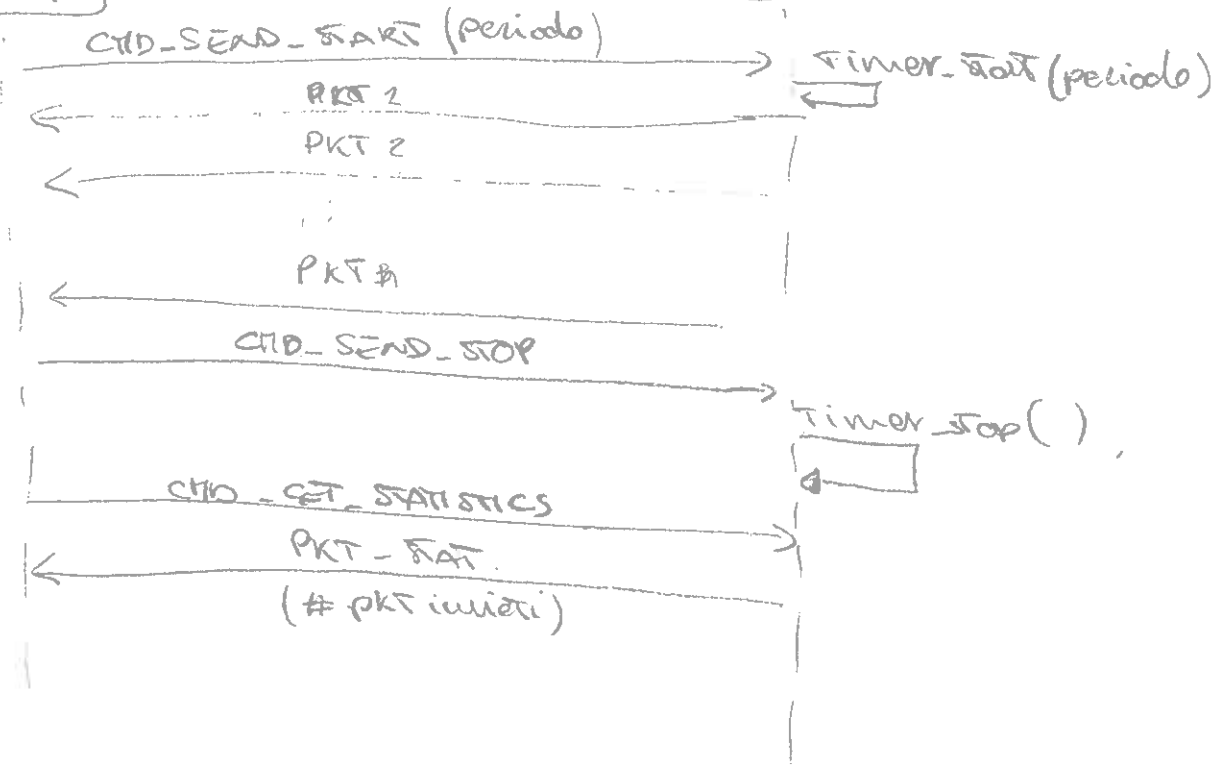 CMD_SEND_START (periodo)
Timer_start (periodo)
PKT 1
PKT 2
PKT n
CMD_SEND_STOP
Timer_stop( )
CMD_GET_STATISTICS
PKT_STAT
(# pkt inviati)